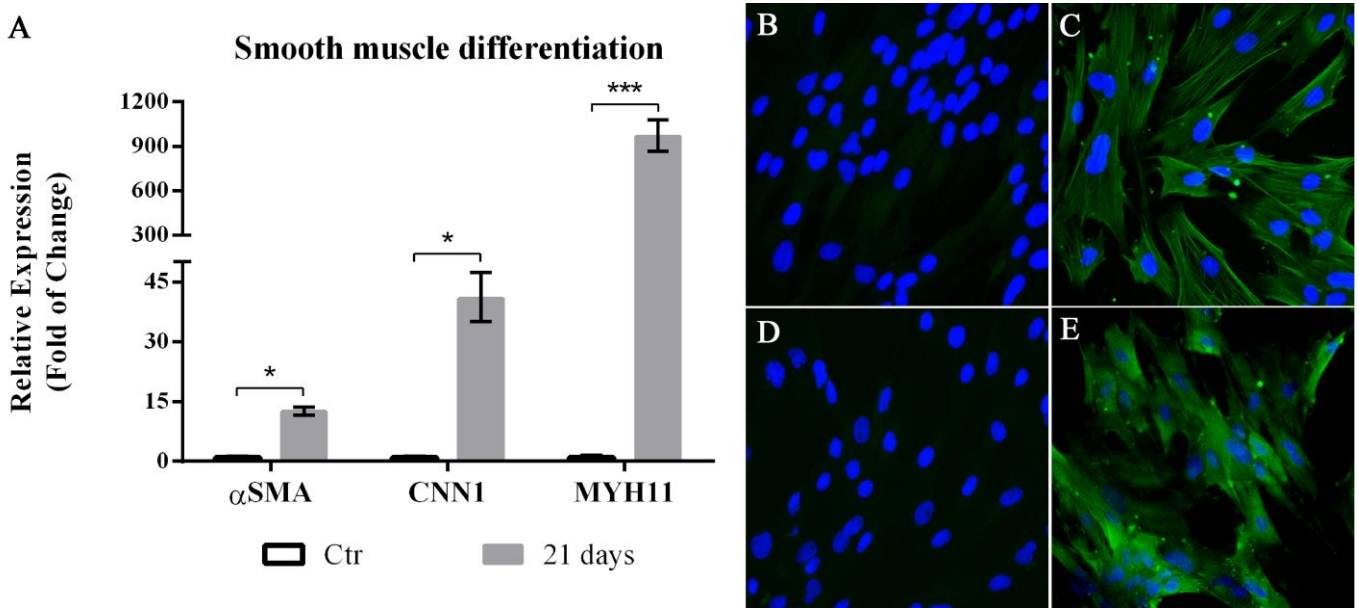 A
Smooth muscle differentiation
Relative Expression
(Fold of Change)
1200
900
600
300
45
30
15
0
*
*
***
αSMA
CNN1
MYH11
Ctr
21 days
B
C
D
E